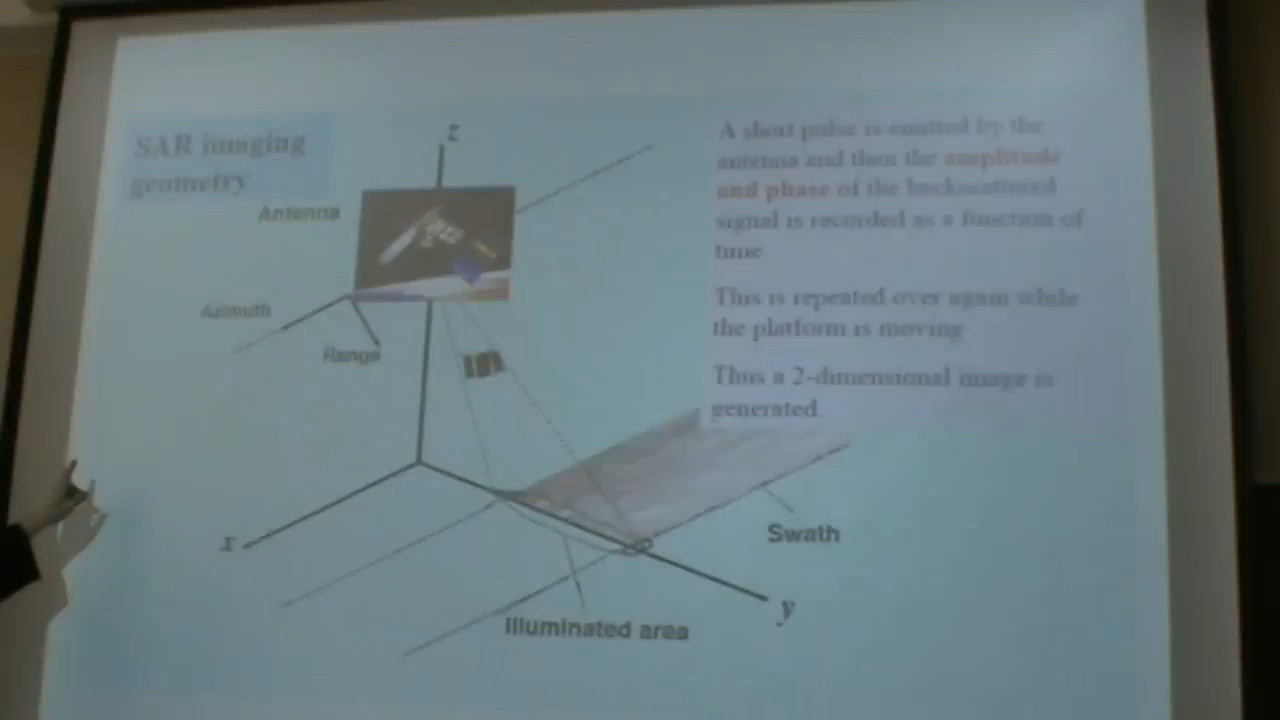 SAR imaging
geometry
z
Antenna
Azimuth
Range
x
y
Swath
Illuminated area
A short pulse is emitted by the
antenna and then the amplitude
and phase of the backscattered
signal is recorded as a function of
time
This is repeated over again while
the platform is moving
Thus a 2-dimensional image is
generated.